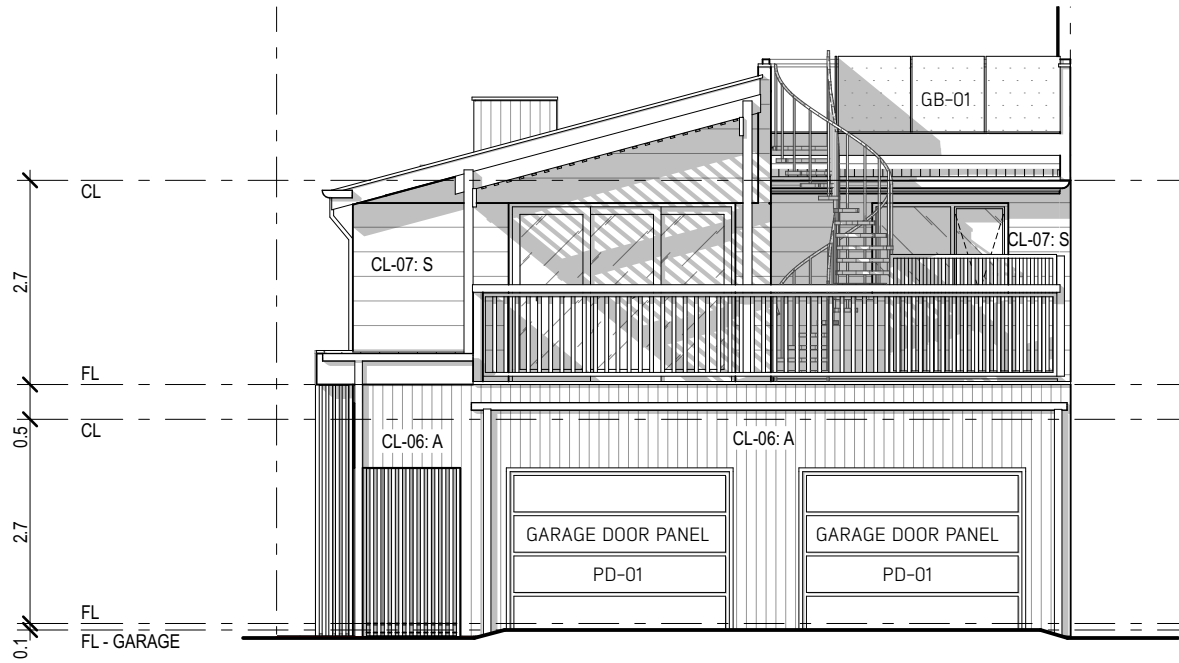 GB-01
CL
CL-07: S
CL-07: S
2.7
FL
CL
0.5
CL-06: A
CL-06: A
2.7
GARAGE DOOR PANEL
GARAGE DOOR PANEL
PD-01
PD-01
FL
FL - GARAGE
0.1